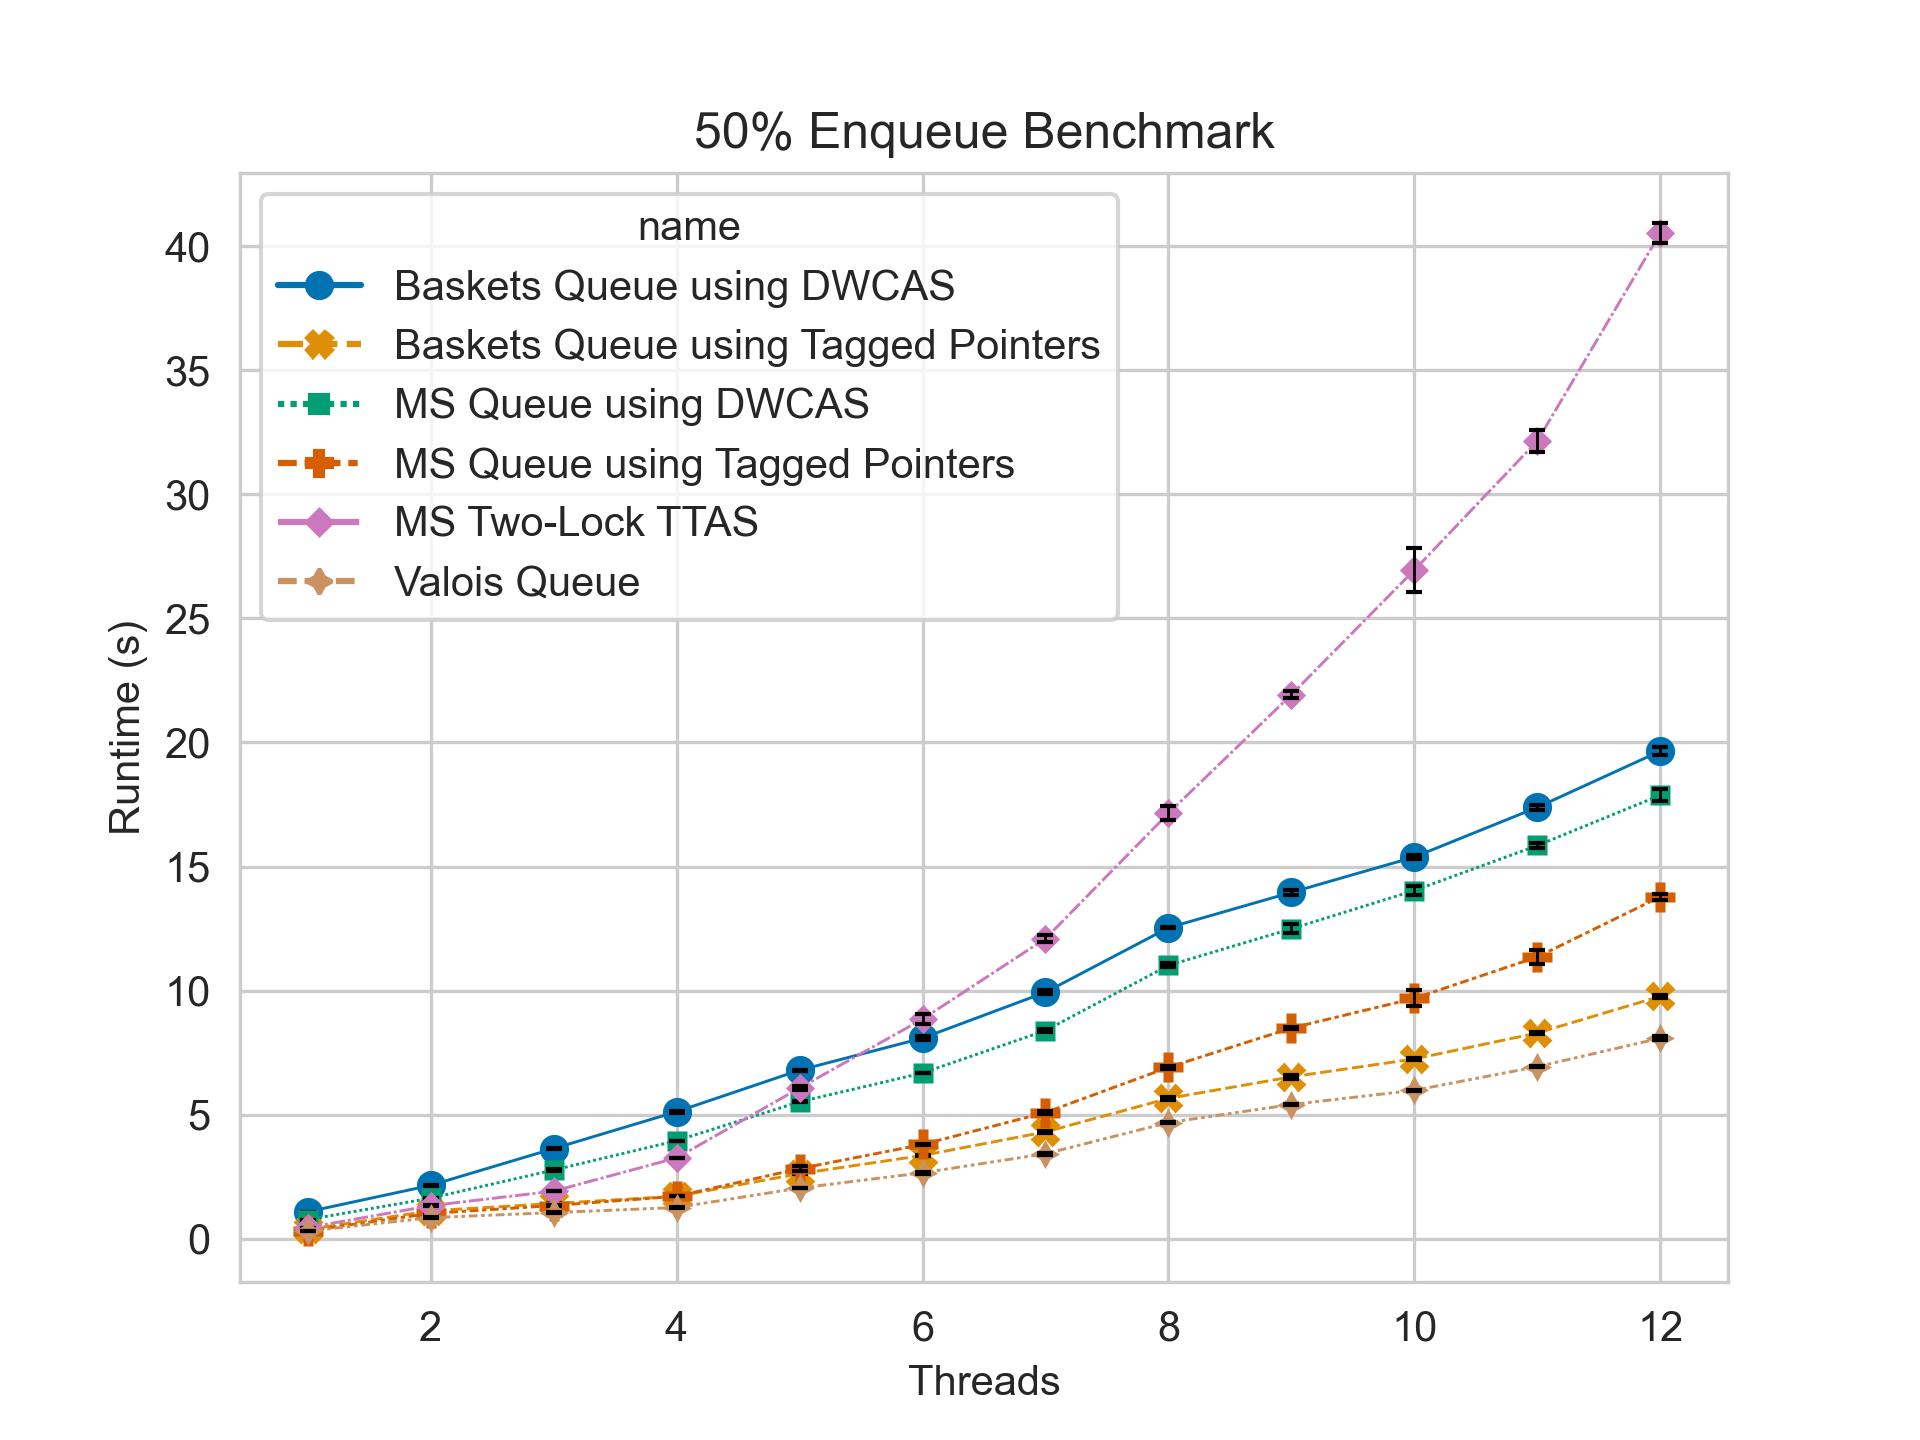 50% Enqueue Benchmark
name
Baskets Queue using DWCAS
Baskets Queue using Tagged Pointers
MS Queue using DWCAS
MS Queue using Tagged Pointers
MS Two-Lock TTAS
Valois Queue
Runtime (s)
40
35
30
25
20
15
10
5
0
2 4 6 8 10 12
Threads